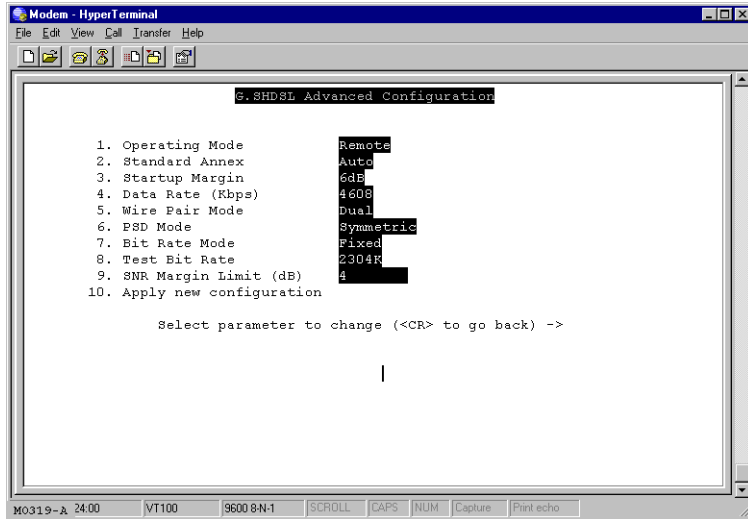 Modem - HyperTerminal
File Edit View Call Transfer Help
G.SHDSL Advanced Configuration
1. Operating Mode Remote
2. Standard Annex Auto
3. Startup Margin 6dB
4. Data Rate (Kbps) 4608
5. Wire Pair Mode Dual
6. PSD Mode Symmetric
7. Bit Rate Mode Fixed
8. Test Bit Rate 2304K
9. SNR Margin Limit (dB) 4
10. Apply new configuration
Select parameter to change (<CR> to go back) ->
M0319-A 24:00 VT100 9600 8-N-1 SCROLL CAPS NUM Capture Print echo